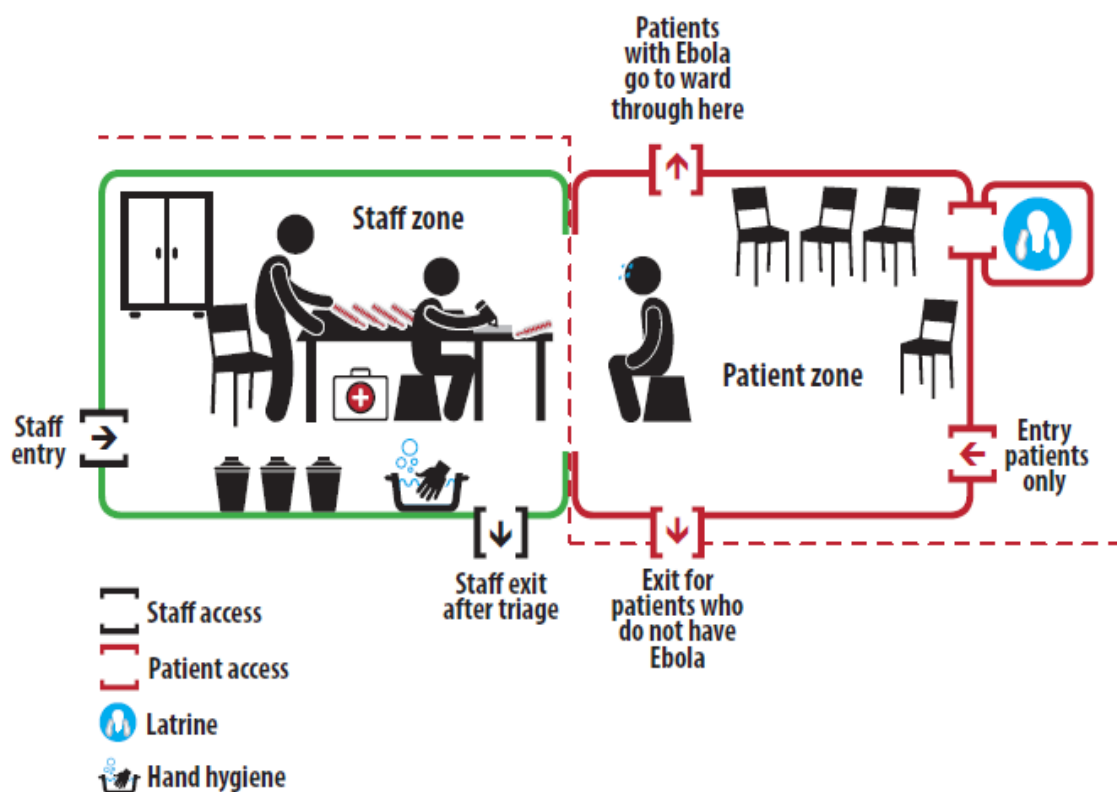 Patients
with Ebola
go to ward
through here
Staff zone
Patient zone
Staff
entry
Entry
patients
only
Staff exit
after triage
Exit for
patients who
do not have
Ebola
Staff access
Patient access
Latrine
Hand hygiene